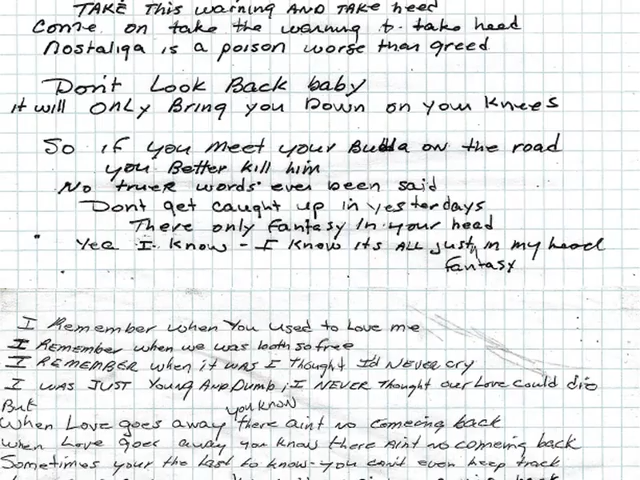 TAKE This warning AND TAKE heed
Come on take the warning to take heed
Nostaliga is a poison worse than greed
Don't Look Back baby
it will ONLY Bring you Down on your Knees
So if you meet your Budda on the road
you Better kill him
No truer words ever been said
Dont get caught up in yesterdays
There only fantasy In your head
Yea I know - I know its ALL just in my head
fantasy
I Remember when You used to Love me
I REMEMBER when we was both so free
I REMEMBER when it was I Thought I'd NEVER cry
I WAS JUST Young AND Dumb; I NEVER Thought our Love could die
But
you know
When Love goes away there aint no comeing back
when Love goes away you know there Aint no comeing back
Sometimes your the last to know - you can't even keep track